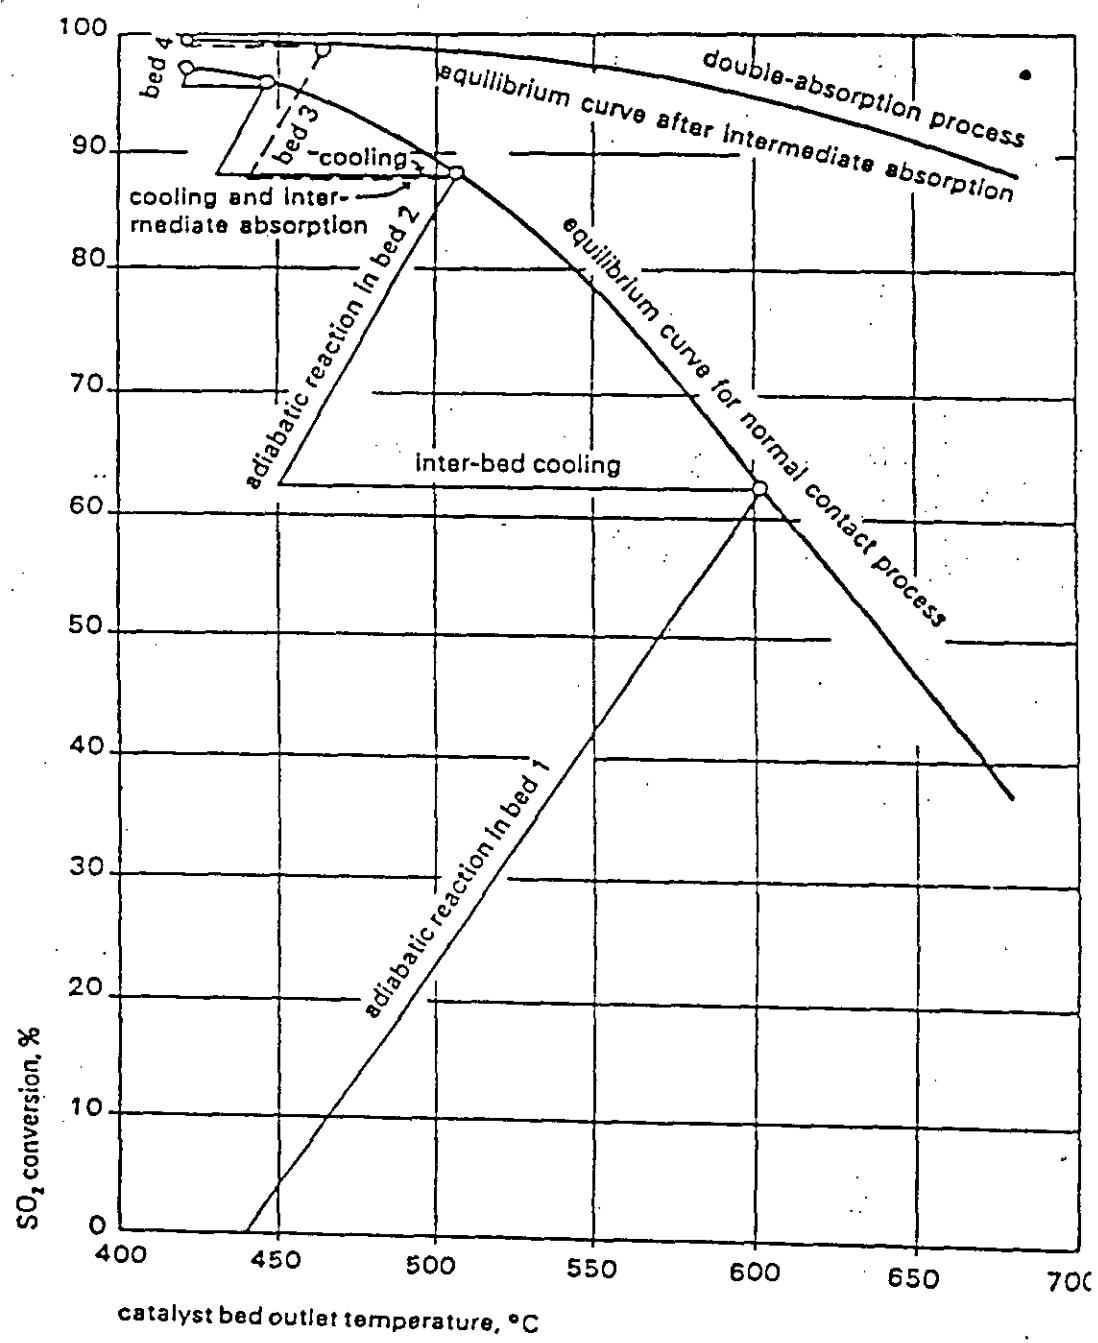 100
90
80
70
60
50
40
30
20
10
0
400
450
500
550
600
650
700
SO₂ conversion, %
catalyst bed outlet temperature, °C
bed 4
bed 3
double-absorption process
equilibrium curve after intermediate absorption
cooling
cooling and inter-
mediate absorption
adiabatic reaction in bed 2
equilibrium curve for normal contact process
inter-bed cooling
adiabatic reaction in bed 1